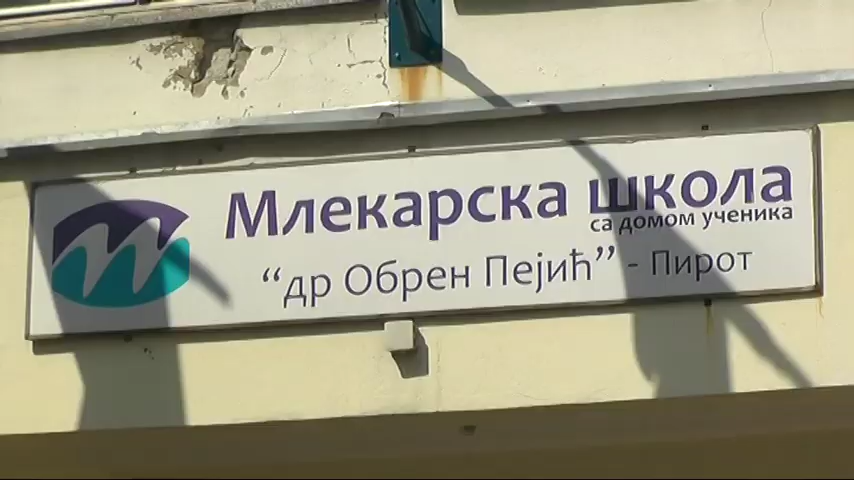 Млекарска школа
са домом ученика
“др Обрен Пејић” - Пирот